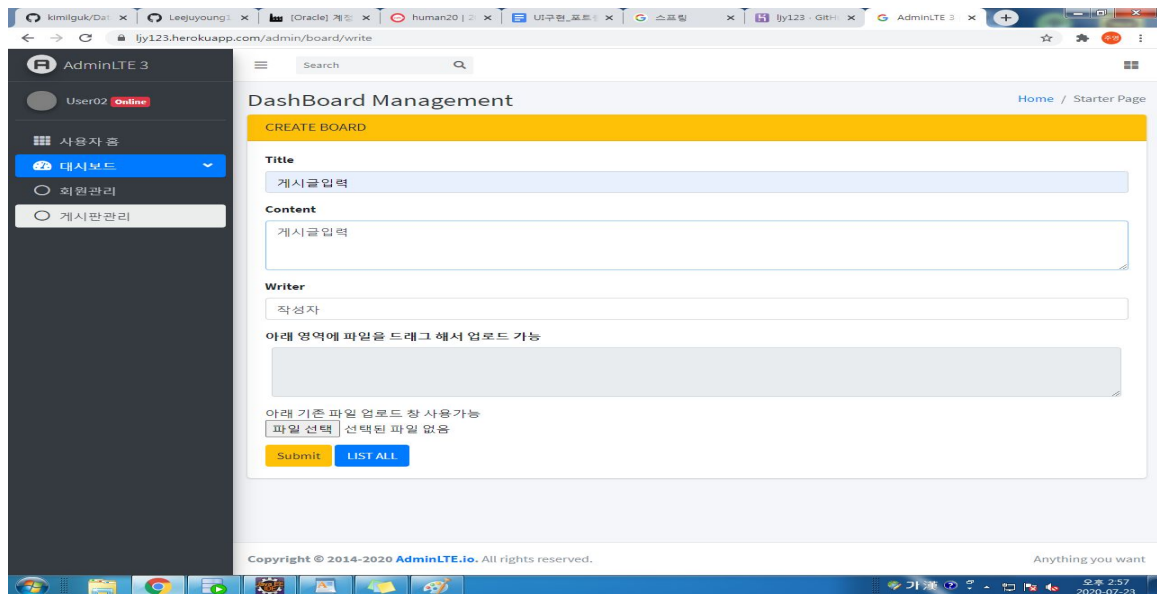 kimilguk/Dat
Leejuyoung1
[Oracle] 계정
human20 | 2
UI구현_포트
스프링
ljy123 · GitH
AdminLTE 3
ljy123.herokuapp.com/admin/board/write
주영
AdminLTE 3
Search
User02 Online
DashBoard Management
Home / Starter Page
사용자 홈
대시보드
회원관리
게시판관리
CREATE BOARD
Title
게시글입력
Content
게시글입력
Writer
작성자
아래 영역에 파일을 드래그 해서 업로드 가능
아래 기존 파일 업로드 창 사용가능
파일 선택 선택된 파일 없음
Submit LIST ALL
Copyright © 2014-2020 AdminLTE.io. All rights reserved.
Anything you want
가漢
오후 2:57
2020-07-23